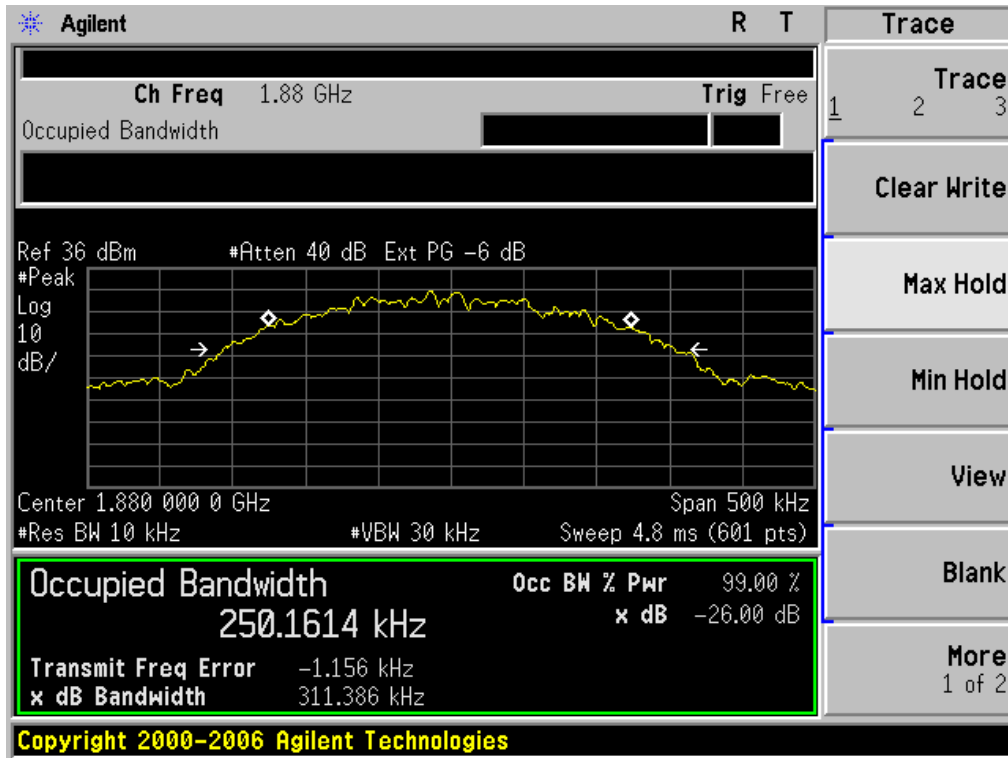 Agilent R T Trace
Ch Freq 1.88 GHz Trig Free
Occupied Bandwidth
Trace
1 2 3
Clear Write
Max Hold
Min Hold
View
Blank
More
1 of 2
Ref 36 dBm #Atten 40 dB Ext PG -6 dB
#Peak
Log
10
dB/
Center 1.880 000 0 GHz Span 500 kHz
#Res BW 10 kHz #VBW 30 kHz Sweep 4.8 ms (601 pts)
Occupied Bandwidth Occ BW % Pwr 99.00 %
250.1614 kHz x dB -26.00 dB
Transmit Freq Error -1.156 kHz
x dB Bandwidth 311.386 kHz
Copyright 2000-2006 Agilent Technologies